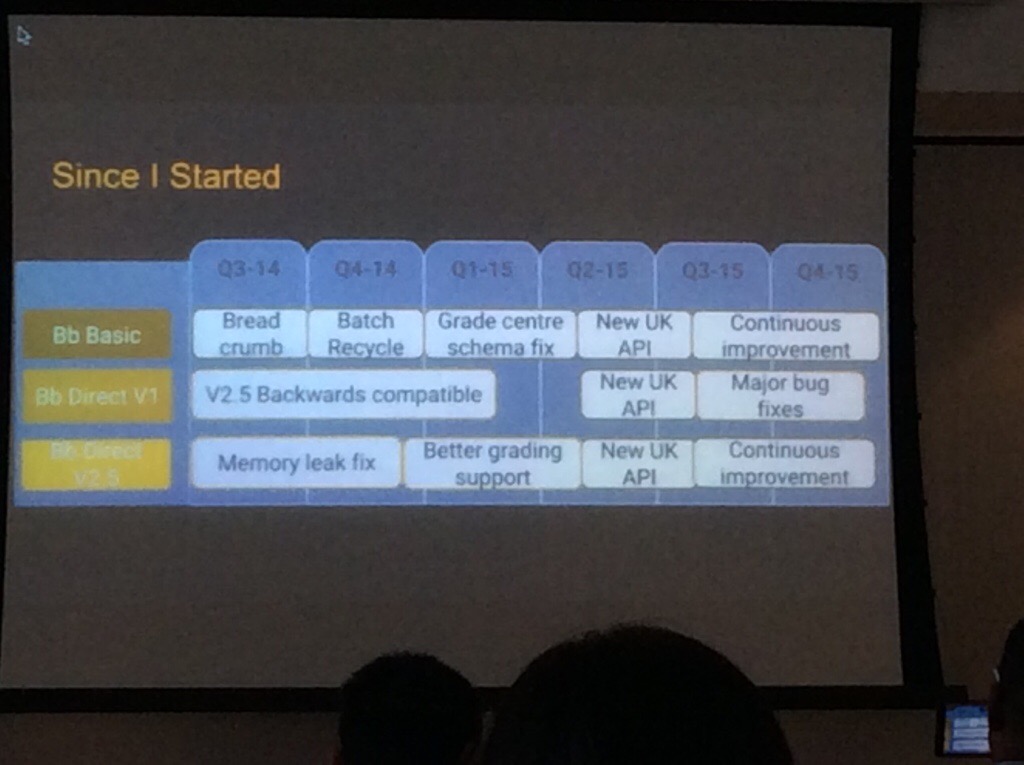 Since I Started
Q3-14 Q4-14 Q1-15 Q2-15 Q3-15 Q4-15
Bb Basic
Bread
crumb
Batch
Recycle
Grade centre
schema fix
New UK
API
Continuous
improvement
Bb Direct V1
V2.5 Backwards compatible
New UK
API
Major bug
fixes
Bb Direct
V2.5
Memory leak fix
Better grading
support
New UK
API
Continuous
improvement